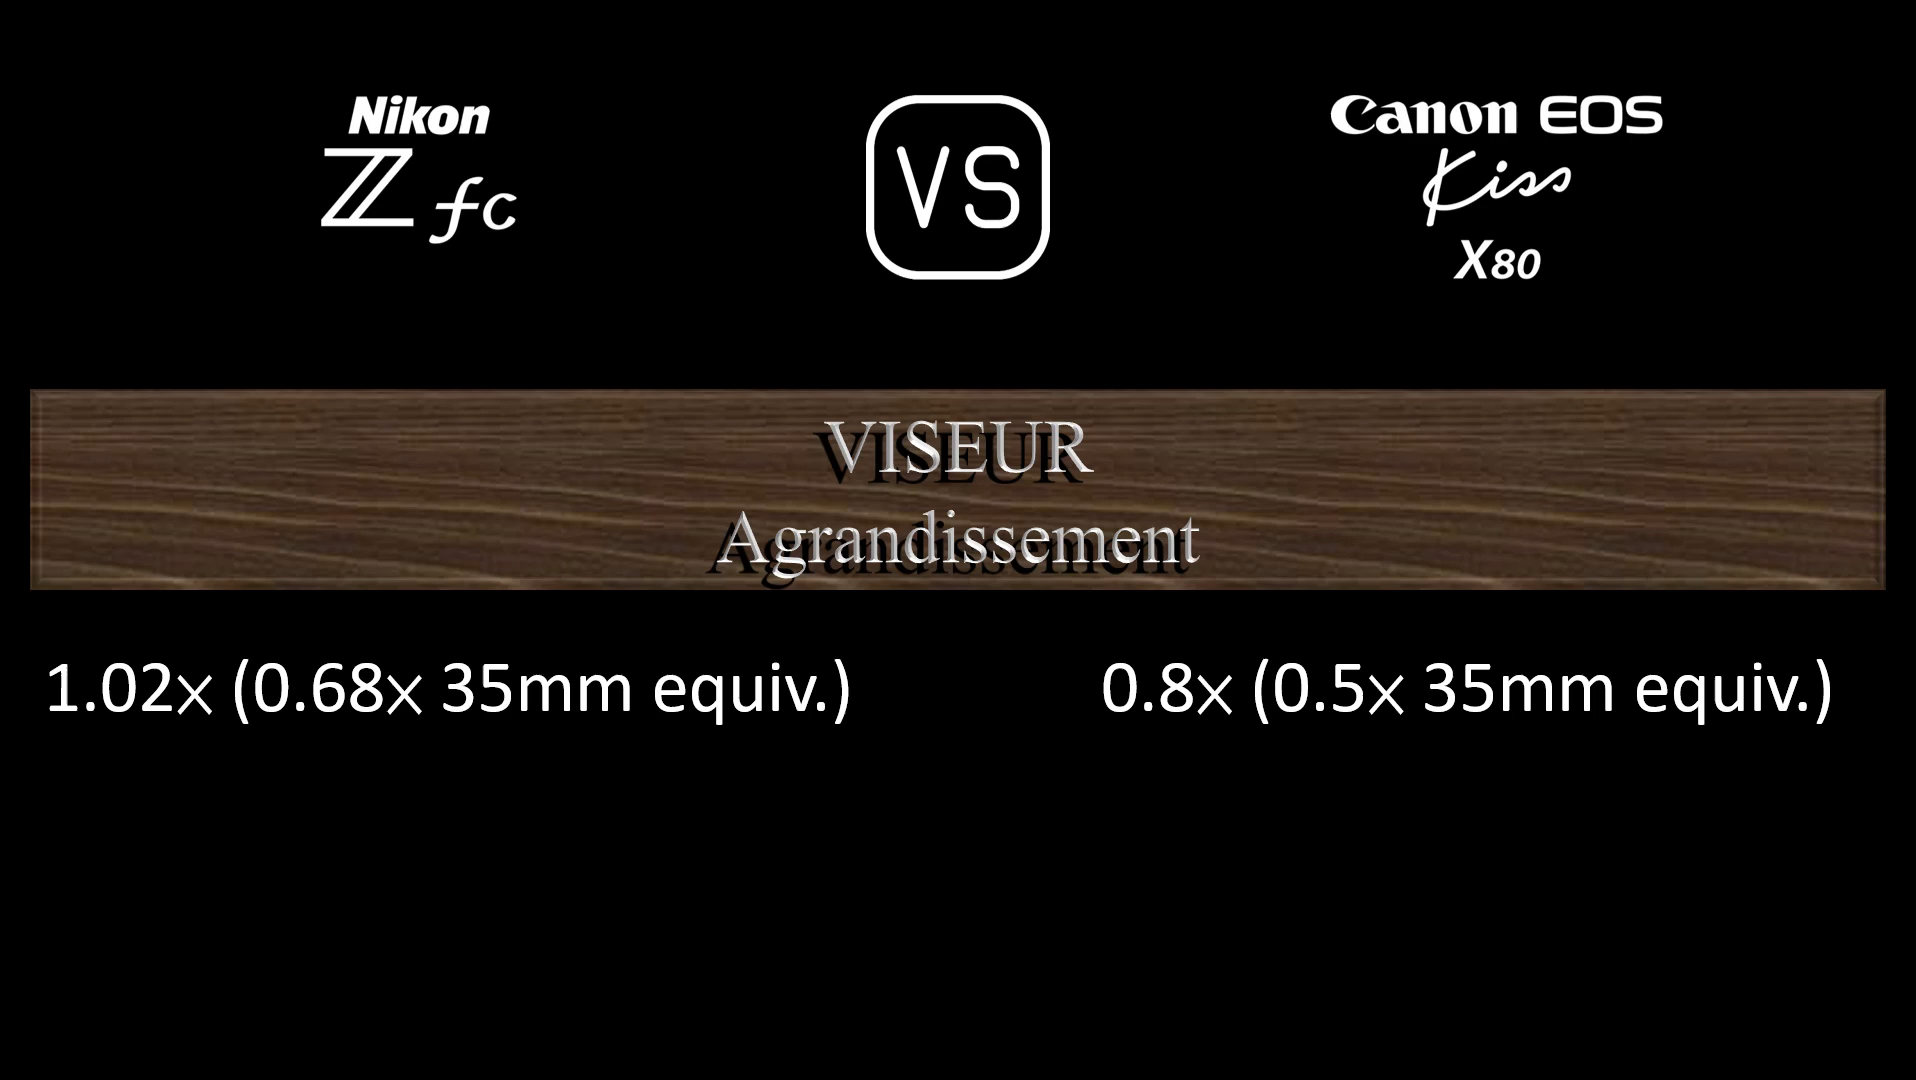 Nikon
Z fc
VS
Canon EOS
Kiss
X80
VISEUR
Agrandissement
1.02x (0.68x 35mm equiv.)
0.8x (0.5x 35mm equiv.)